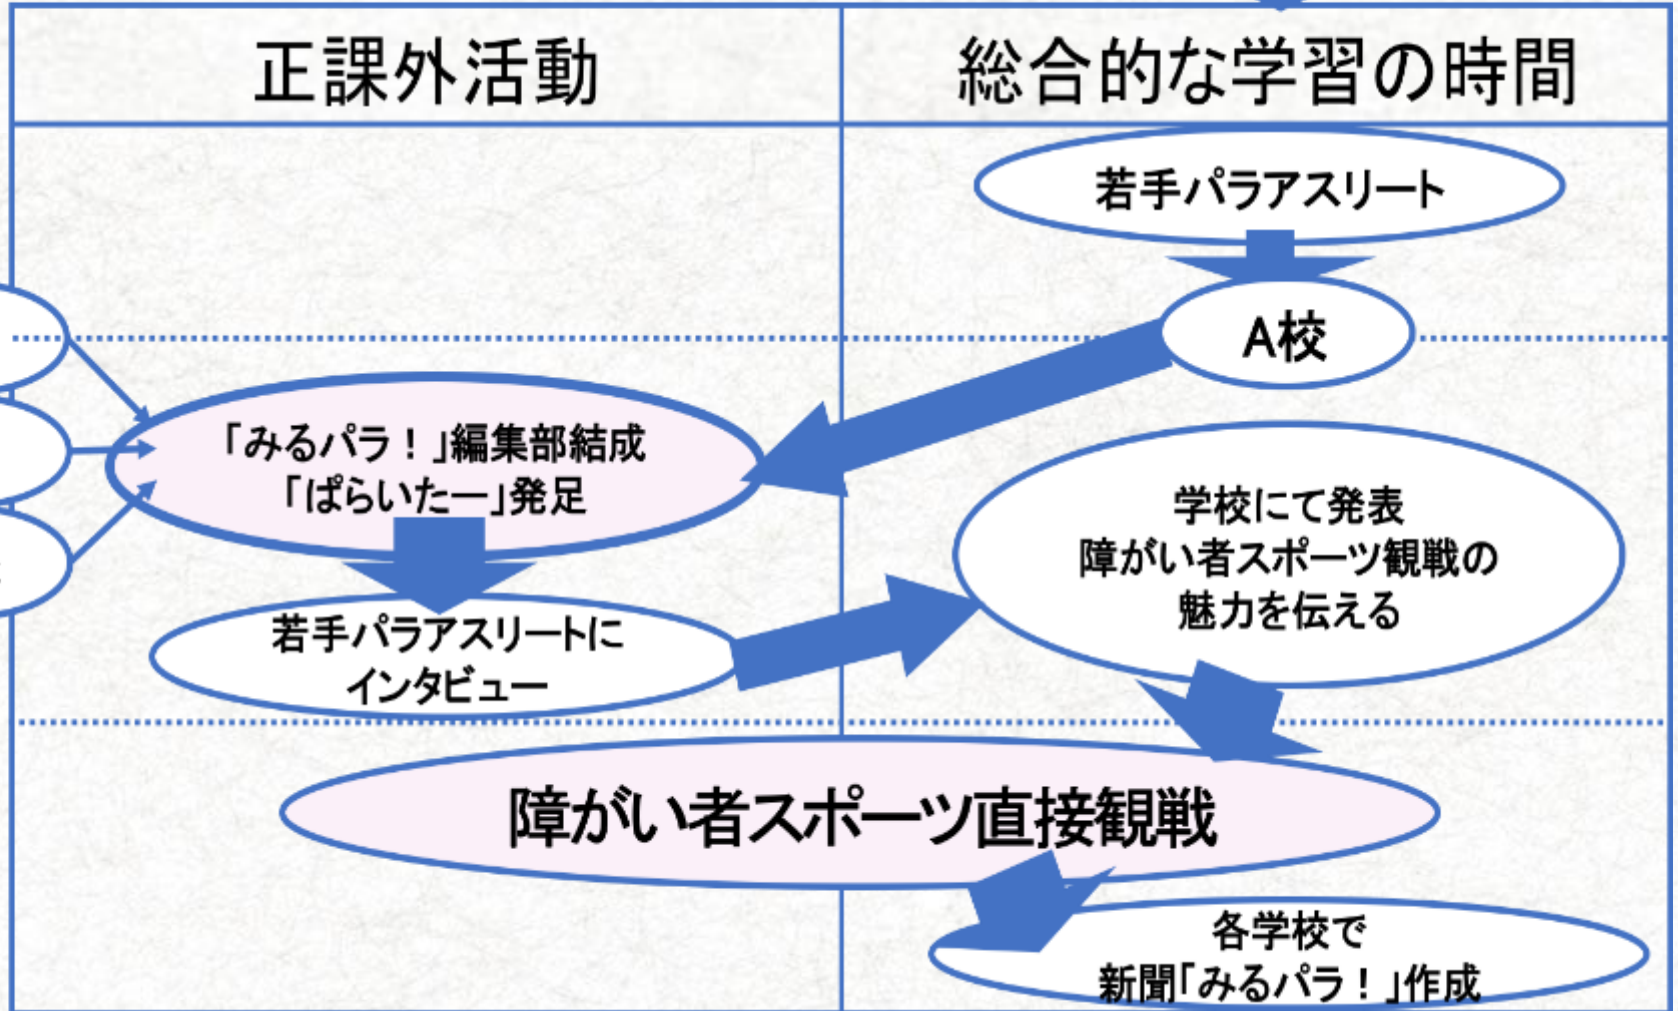 正課外活動
総合的な学習の時間
若手パラアスリート
A校
「みるパラ！」編集部結成
「ぱらいたー」発足
若手パラアスリートに
インタビュー
学校にて発表
障がい者スポーツ観戦の
魅力を伝える
障がい者スポーツ直接観戦
各学校で
新聞「みるパラ！」作成